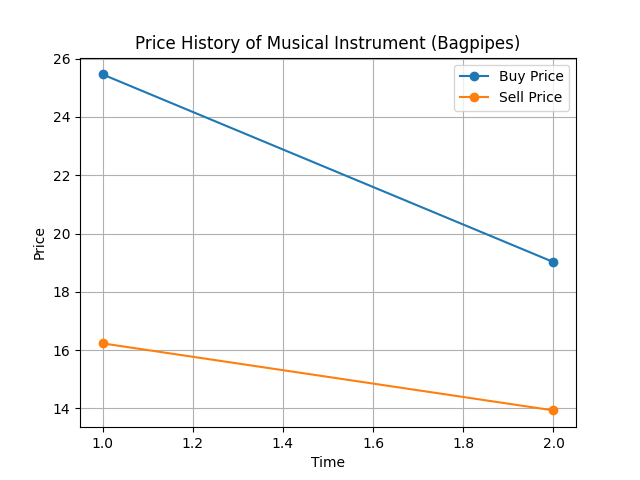 Price History of Musical Instrument (Bagpipes)
Buy Price
Sell Price
26
24
22
20
18
16
14
Price
1.0 1.2 1.4 1.6 1.8 2.0
Time